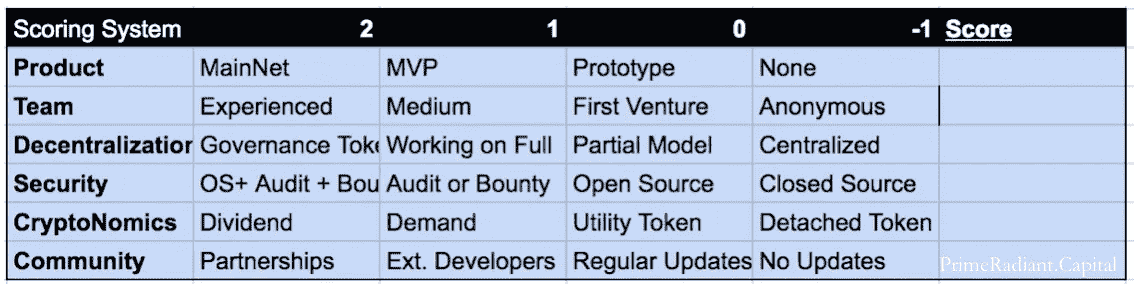 Scoring System 2 1 0 -1 Score
Product MainNet MVP Prototype None
Team Experienced Medium First Venture Anonymous
Decentralization Governance Toke Working on Full Partial Model Centralized
Security OS+ Audit + Bou Audit or Bounty Open Source Closed Source
CryptoNomics Dividend Demand Utility Token Detached Token
Community Partnerships Ext. Developers Regular Updates No Updates PrimeRadiant.Capital